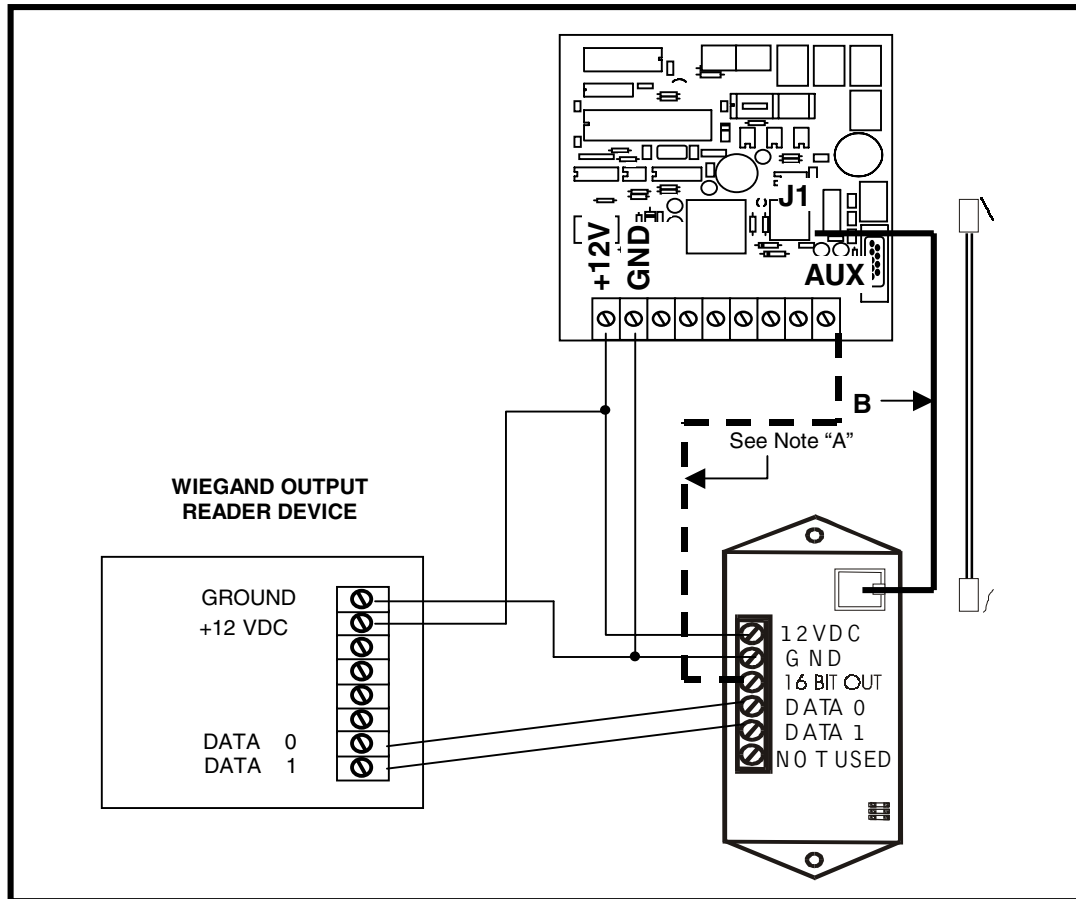 J1
+12V
GND
AUX
B
See Note “A”
WIEGAND OUTPUT
READER DEVICE
GROUND
+12 VDC
DATA 0
DATA 1
12VDC
GND
16 BIT OUT
DATA 0
DATA 1
NOT USED